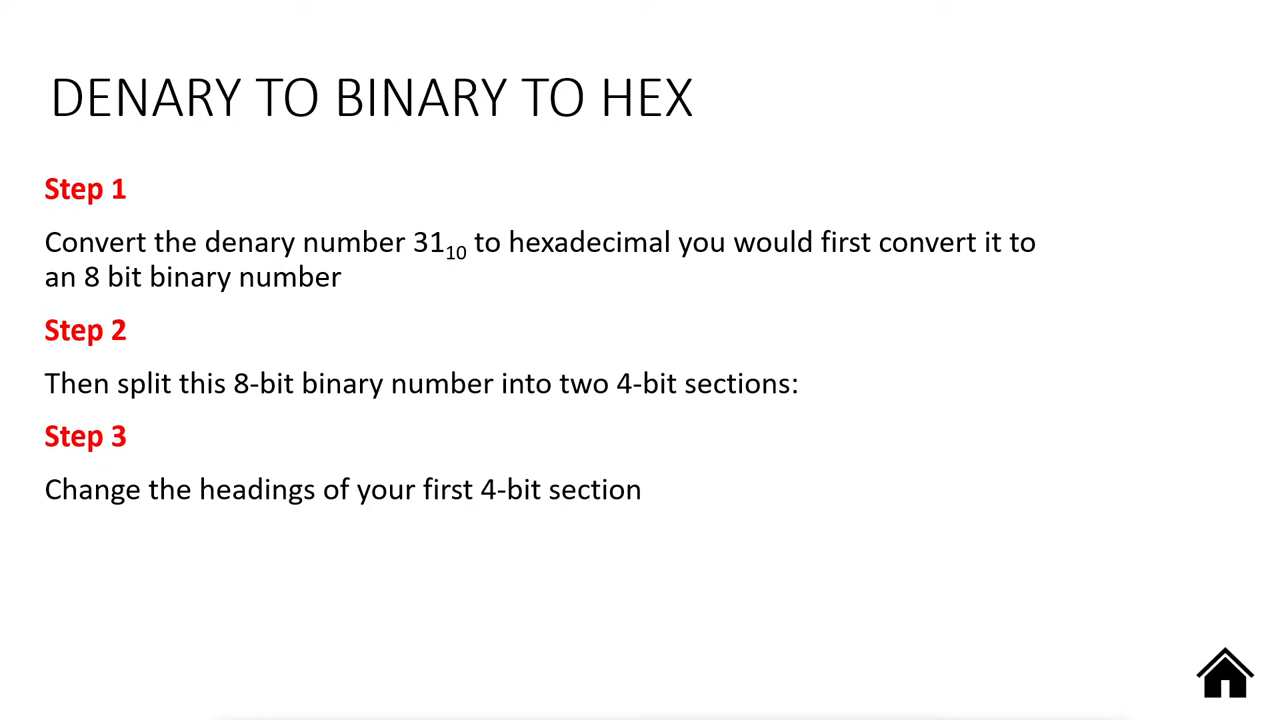 DENARY TO BINARY TO HEX
Step 1
Convert the denary number 31₁₀ to hexadecimal you would first convert it to
an 8 bit binary number
Step 2
Then split this 8-bit binary number into two 4-bit sections:
Step 3
Change the headings of your first 4-bit section